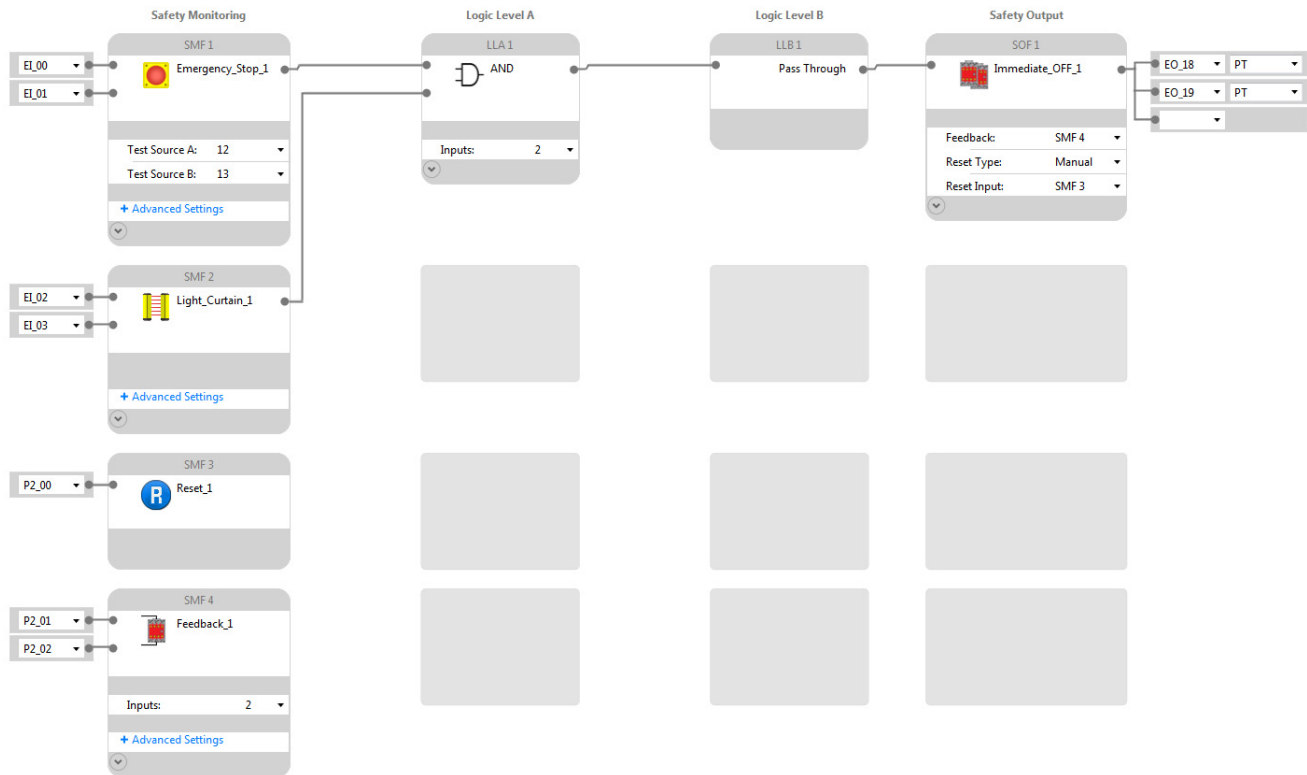 Safety Monitoring
Logic Level A
Logic Level B
Safety Output
SMF 1
EI_00
EI_01
Emergency_Stop_1
Test Source A: 12
Test Source B: 13
+ Advanced Settings
LLA 1
AND
Inputs: 2
LLB 1
Pass Through
SOF 1
Immediate_OFF_1
Feedback: SMF 4
Reset Type: Manual
Reset Input: SMF 3
EO_18 PT
EO_19 PT
SMF 2
EI_02
EI_03
Light_Curtain_1
+ Advanced Settings
SMF 3
P2_00
R
Reset_1
SMF 4
P2_01
P2_02
Feedback_1
Inputs: 2
+ Advanced Settings